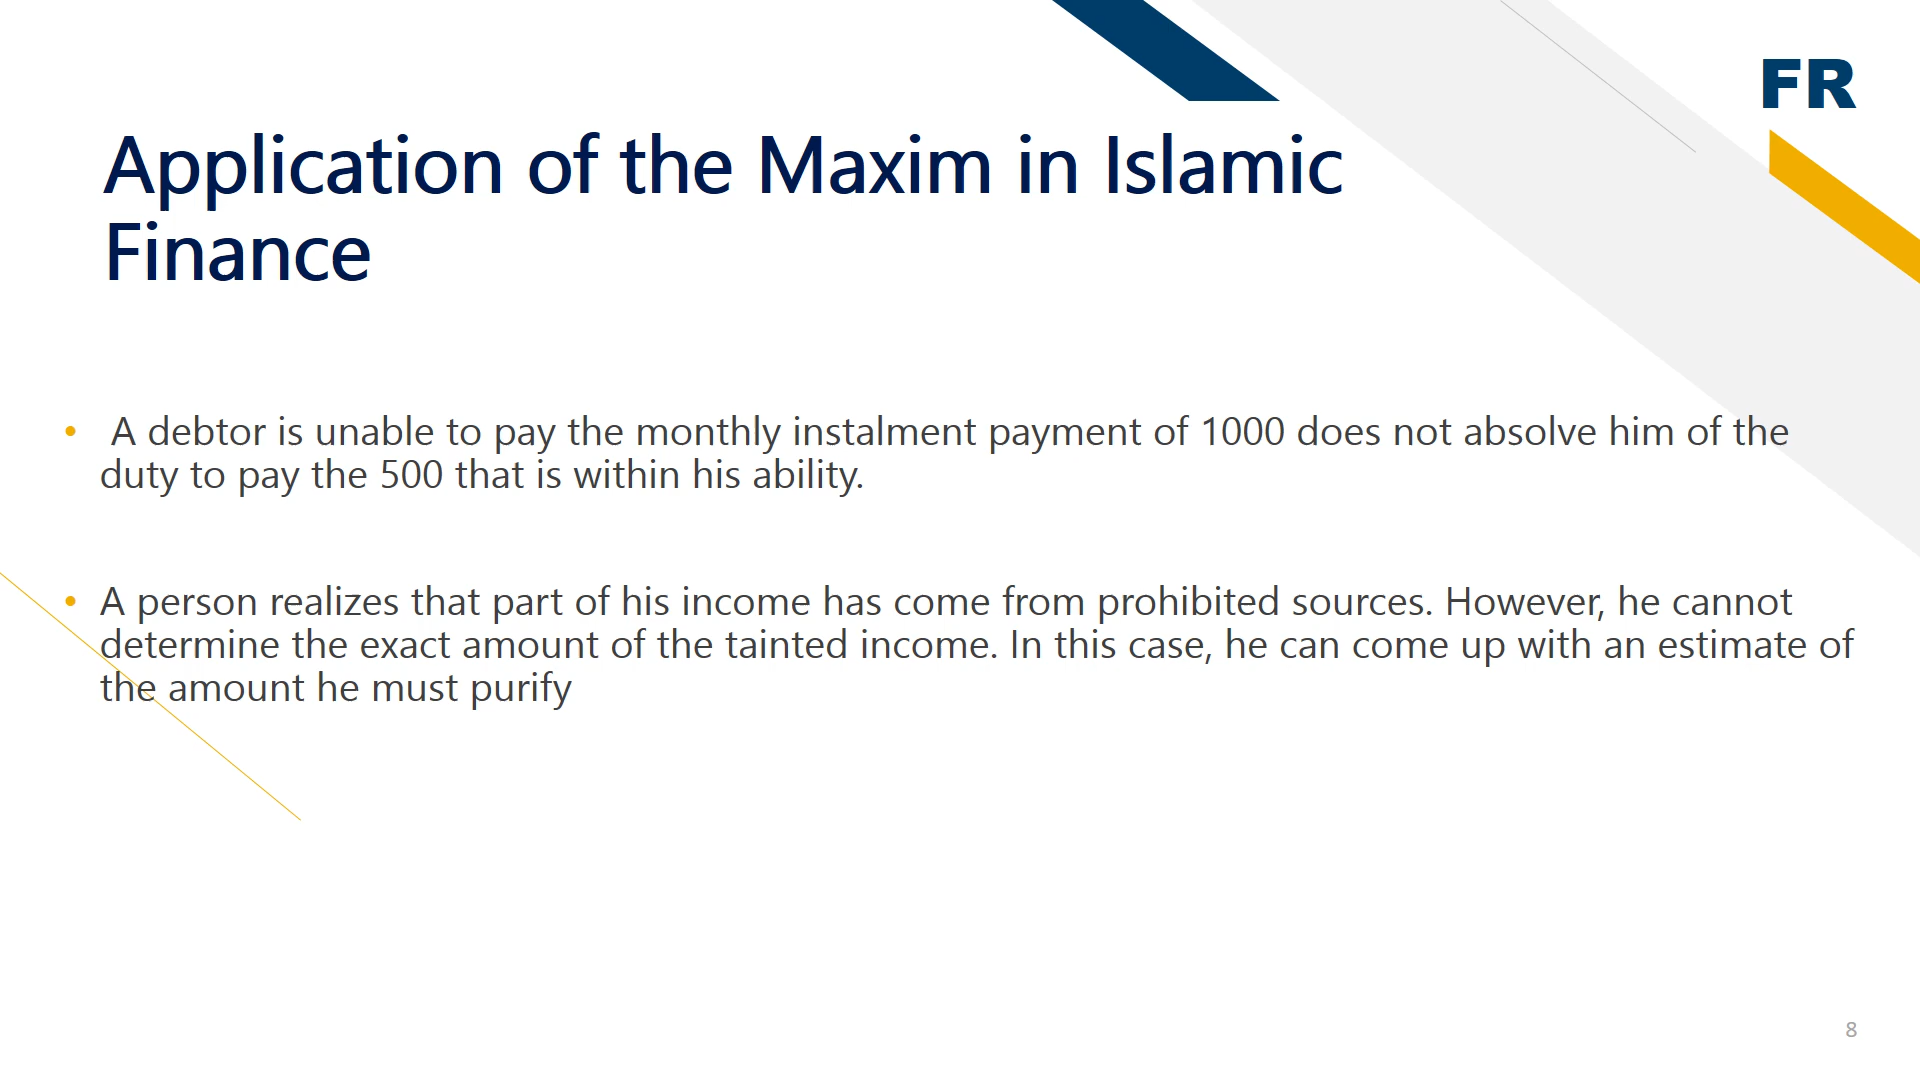 FR
Application of the Maxim in Islamic
Finance
• A debtor is unable to pay the monthly instalment payment of 1000 does not absolve him of the
duty to pay the 500 that is within his ability.
• A person realizes that part of his income has come from prohibited sources. However, he cannot
determine the exact amount of the tainted income. In this case, he can come up with an estimate of
the amount he must purify
8